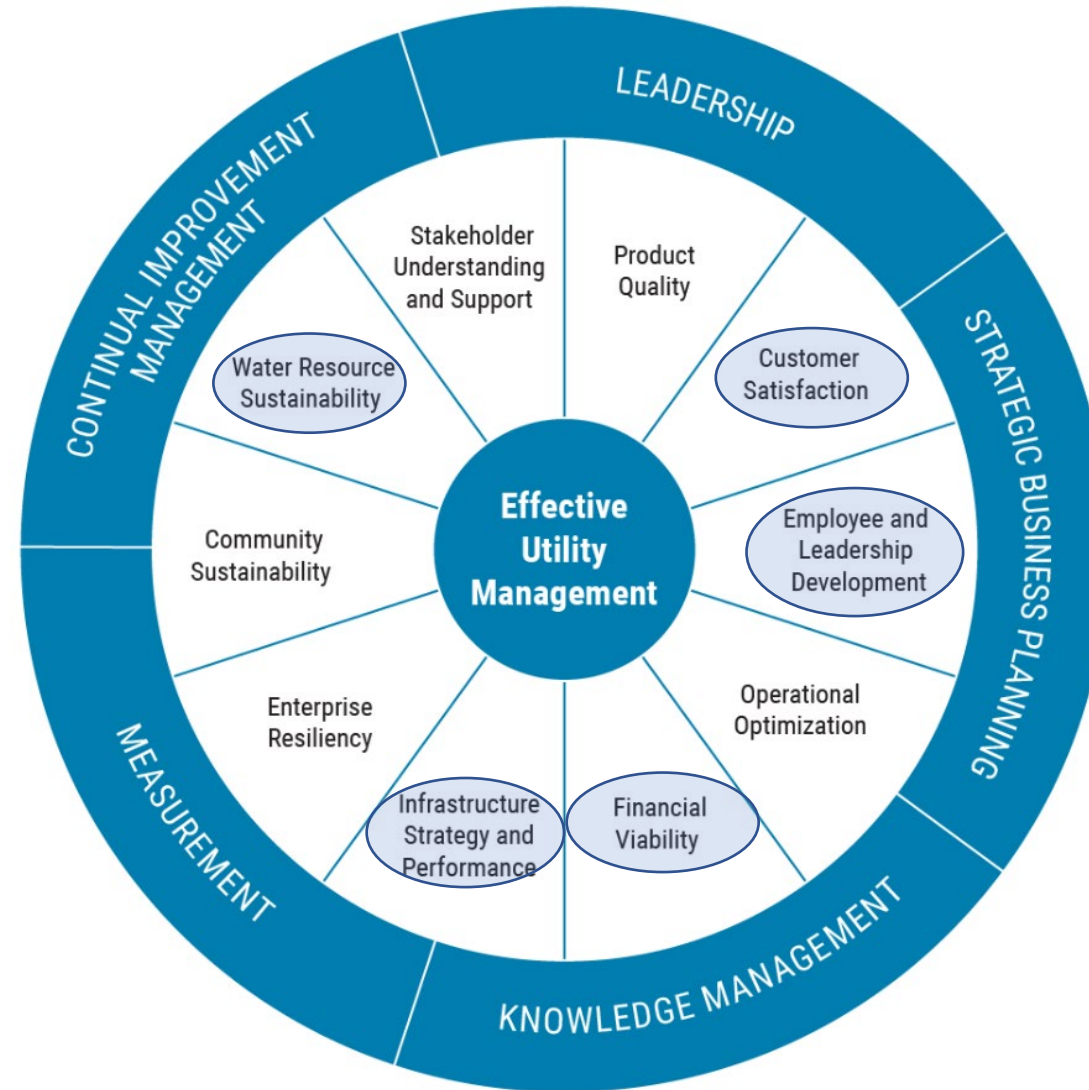 LEADERSHIP
STRATEGIC BUSINESS PLANNING
KNOWLEDGE MANAGEMENT
MEASUREMENT
CONTINUAL IMPROVEMENT
MANAGEMENT
Stakeholder
Understanding
and Support
Product
Quality
Customer
Satisfaction
Employee and
Leadership
Development
Operational
Optimization
Financial
Viability
Infrastructure
Strategy and
Performance
Enterprise
Resiliency
Community
Sustainability
Water Resource
Sustainability
Effective
Utility
Management